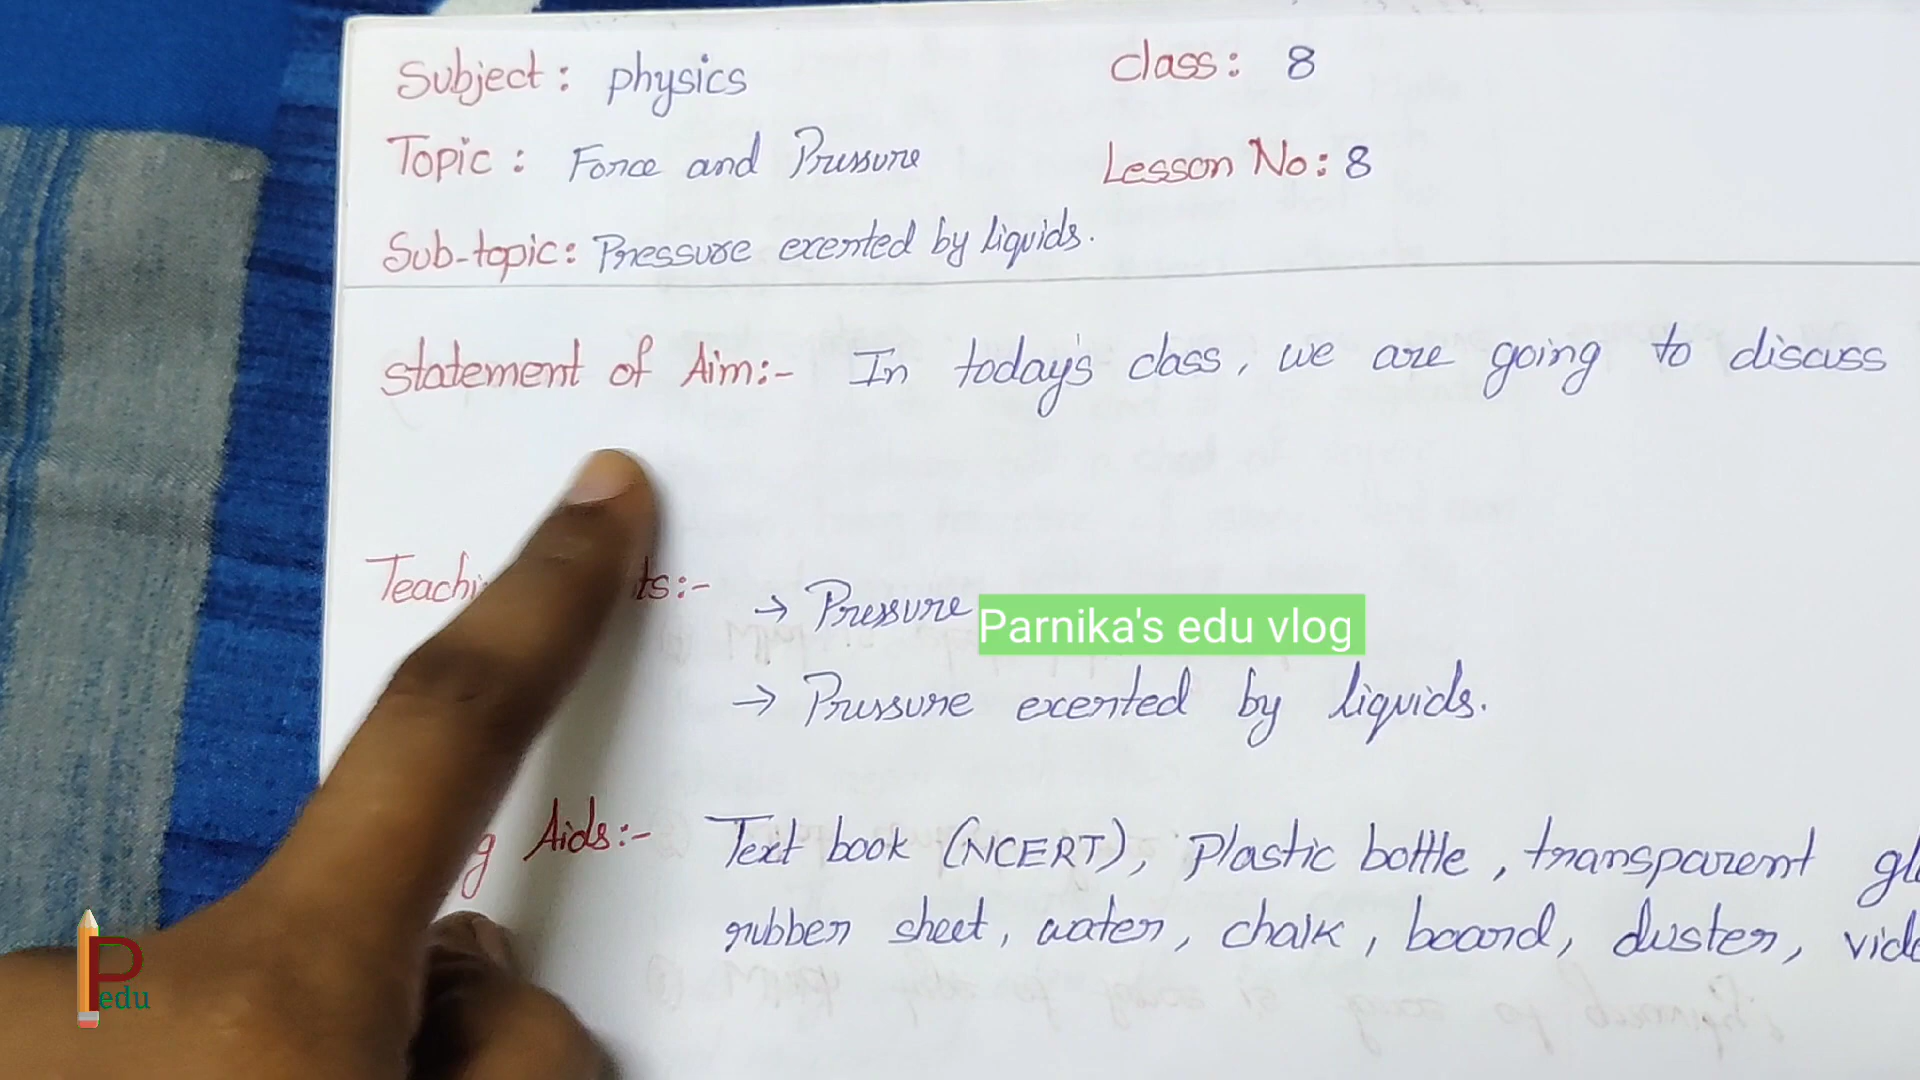 Subject: physics Class: 8
Topic: Force and Pressure Lesson No: 8
Sub-topic: Pressure exerted by liquids.
Statement of Aim:- In today's class, we are going to discuss
→ Pressure
Parnika's edu vlog
→ Pressure exerted by liquids.
Aids:- Text book (NCERT), Plastic bottle, transparent
rubber sheet, water, chalk, board, duster,
P
edu